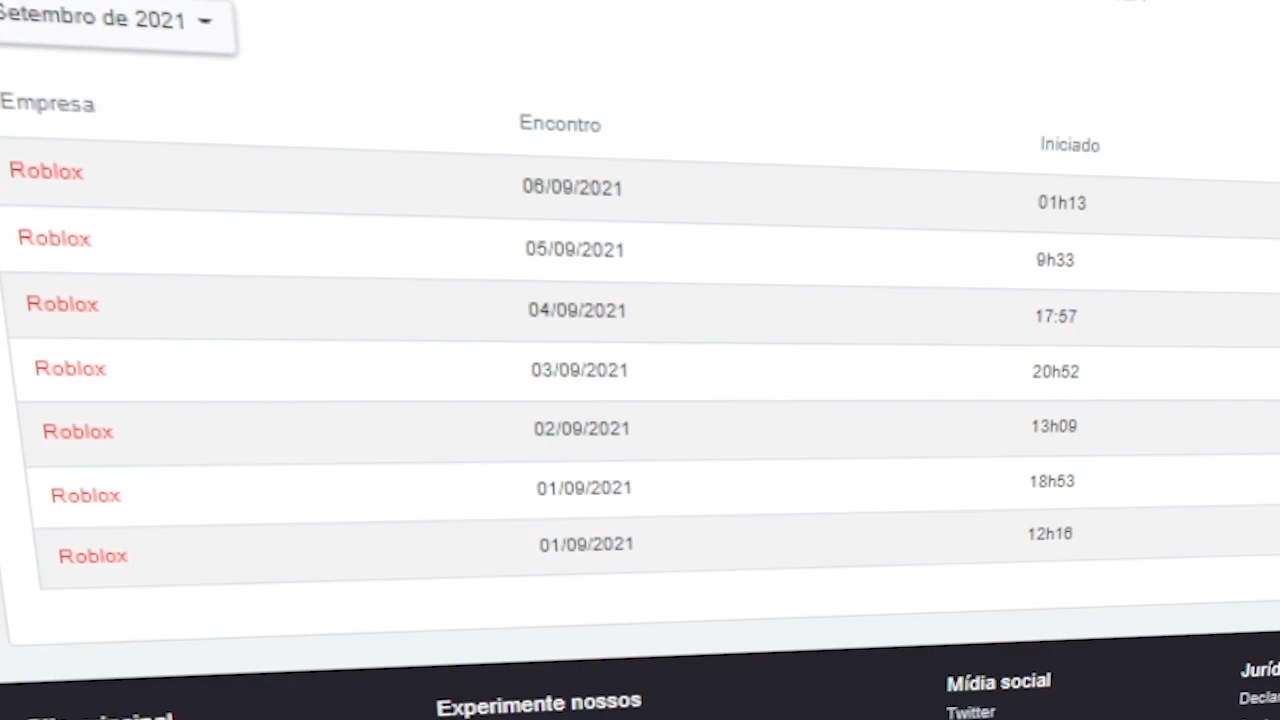 Setembro de 2021
Empresa Encontro Iniciado
Roblox 06/09/2021 01h13
Roblox 05/09/2021 9h33
Roblox 04/09/2021 17:57
Roblox 03/09/2021 20h52
Roblox 02/09/2021 13h09
Roblox 01/09/2021 18h53
Roblox 01/09/2021 12h16
Experimente nossos Mídia social
Twitter